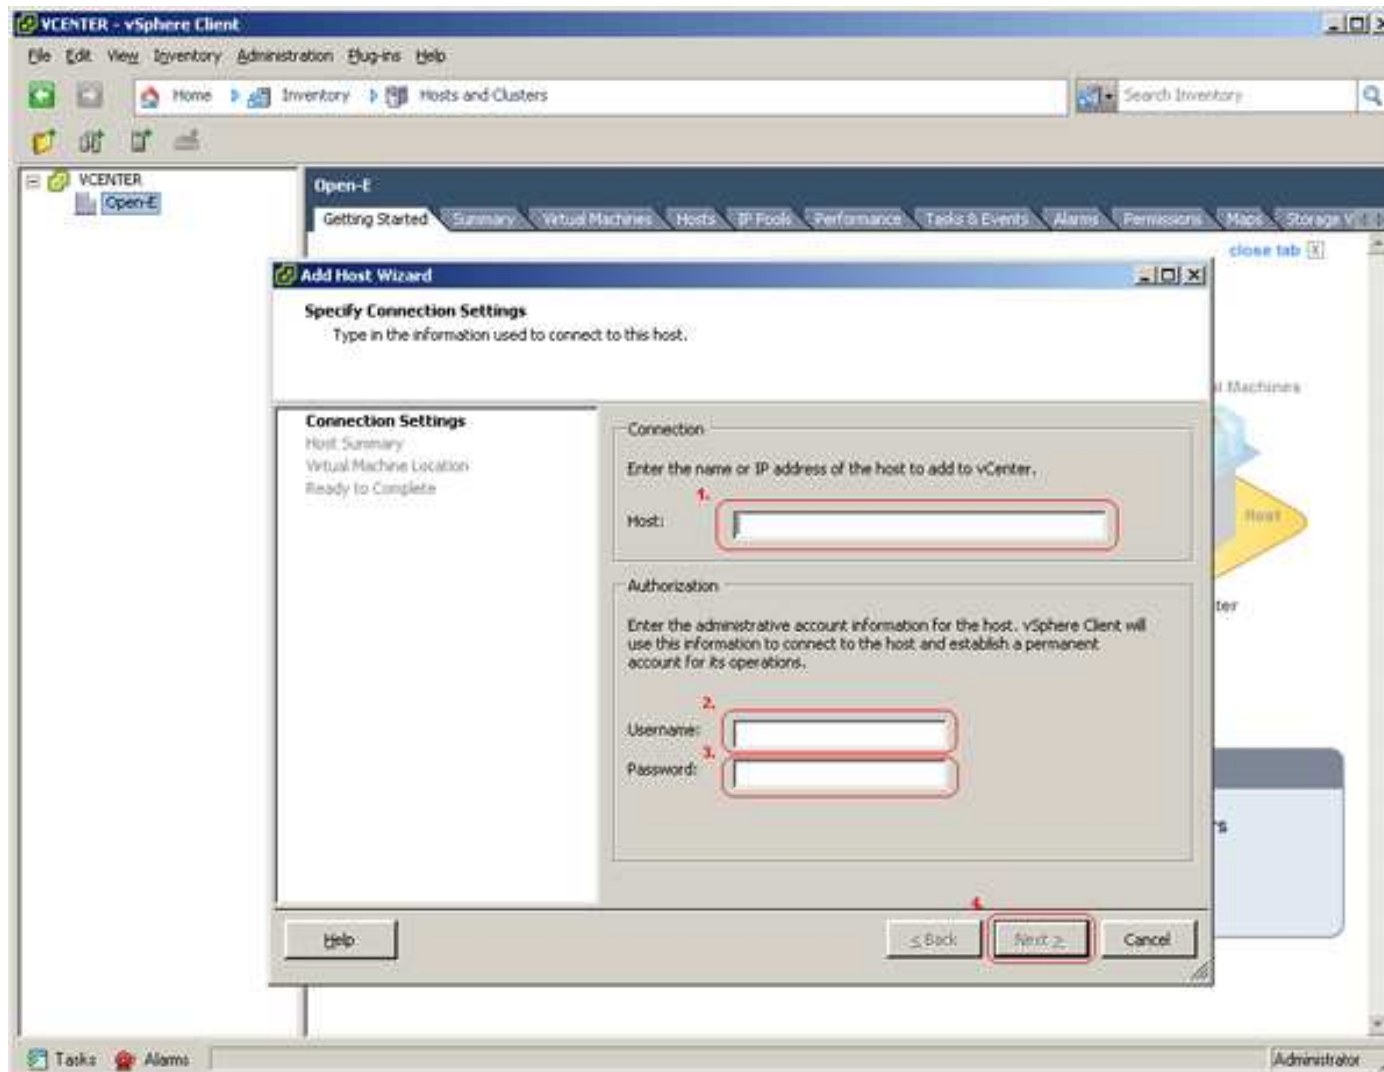 VCENTER - vSphere Client
File Edit View Inventory Administration Plug-ins Help
Home Inventory Hosts and Clusters
Search Inventory
VCENTER
Open-E
Open-E
Getting Started Summary Virtual Machines Hosts IP Pools Performance Tasks & Events Alarms Permissions Maps Storage V
close tab
Add Host Wizard
Specify Connection Settings
Type in the information used to connect to this host.
Connection Settings
Host Summary
Virtual Machine Location
Ready to Complete
Connection
Enter the name or IP address of the host to add to vCenter.
1.
Host:
Authorization
Enter the administrative account information for the host. vSphere Client will
use this information to connect to the host and establish a permanent
account for its operations.
2.
Username:
3.
Password:
4.
Help
< Back
Next >
Cancel
al Machines
Host
ter
's
Tasks Alarms
Administrator